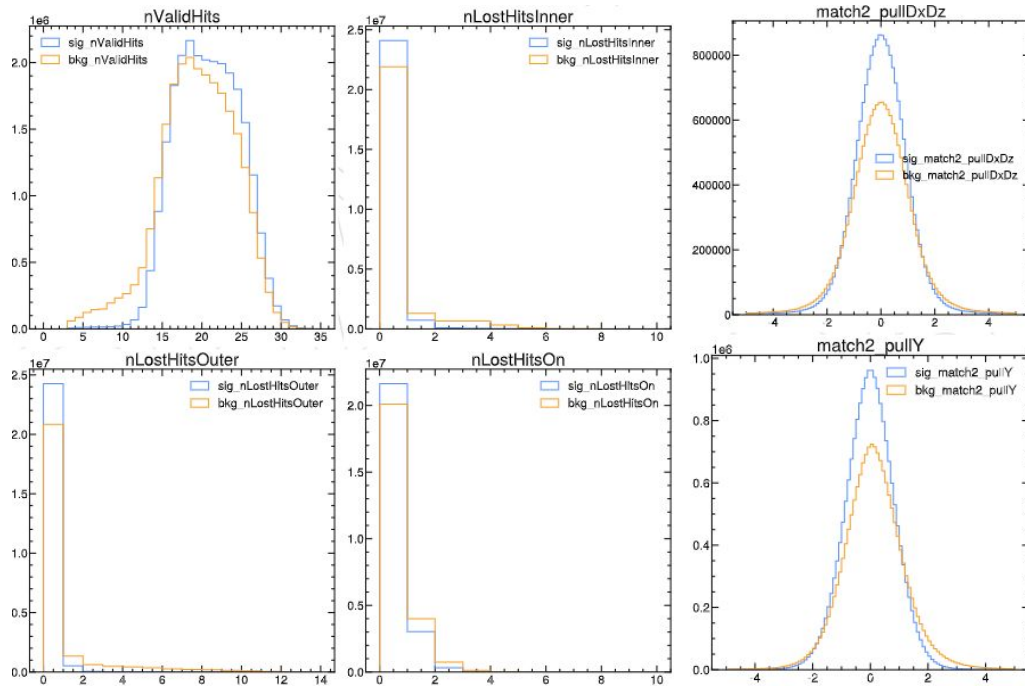 nValidHits
1e6
sig_nValidHits
bkg_nValidHits
2.0
1.5
1.0
0.5
0.0
0 5 10 15 20 25 30 35
nLostHitsInner
1e7
sig_nLostHitsInner
bkg_nLostHitsInner
2.5
2.0
1.5
1.0
0.5
0.0
0 2 4 6 8 10
match2_pullDxDz
800000
600000
400000
200000
0
sig_match2_pullDxDz
bkg_match2_pullDxDz
-4 -2 0 2 4
nLostHitsOuter
1e7
2.5
sig_nLostHitsOuter
bkg_nLostHitsOuter
2.0
1.5
1.0
0.5
0.0
0 2 4 6 8 10 12 14
nLostHitsOn
1e7
2.5
sig_nLostHitsOn
bkg_nLostHitsOn
2.0
1.5
1.0
0.5
0.0
0 2 4 6 8 10
match2_pullY
1e6
1.0
sig_match2_pullY
bkg_match2_pullY
0.8
0.6
0.4
0.2
0.0
-4 -2 0 2 4